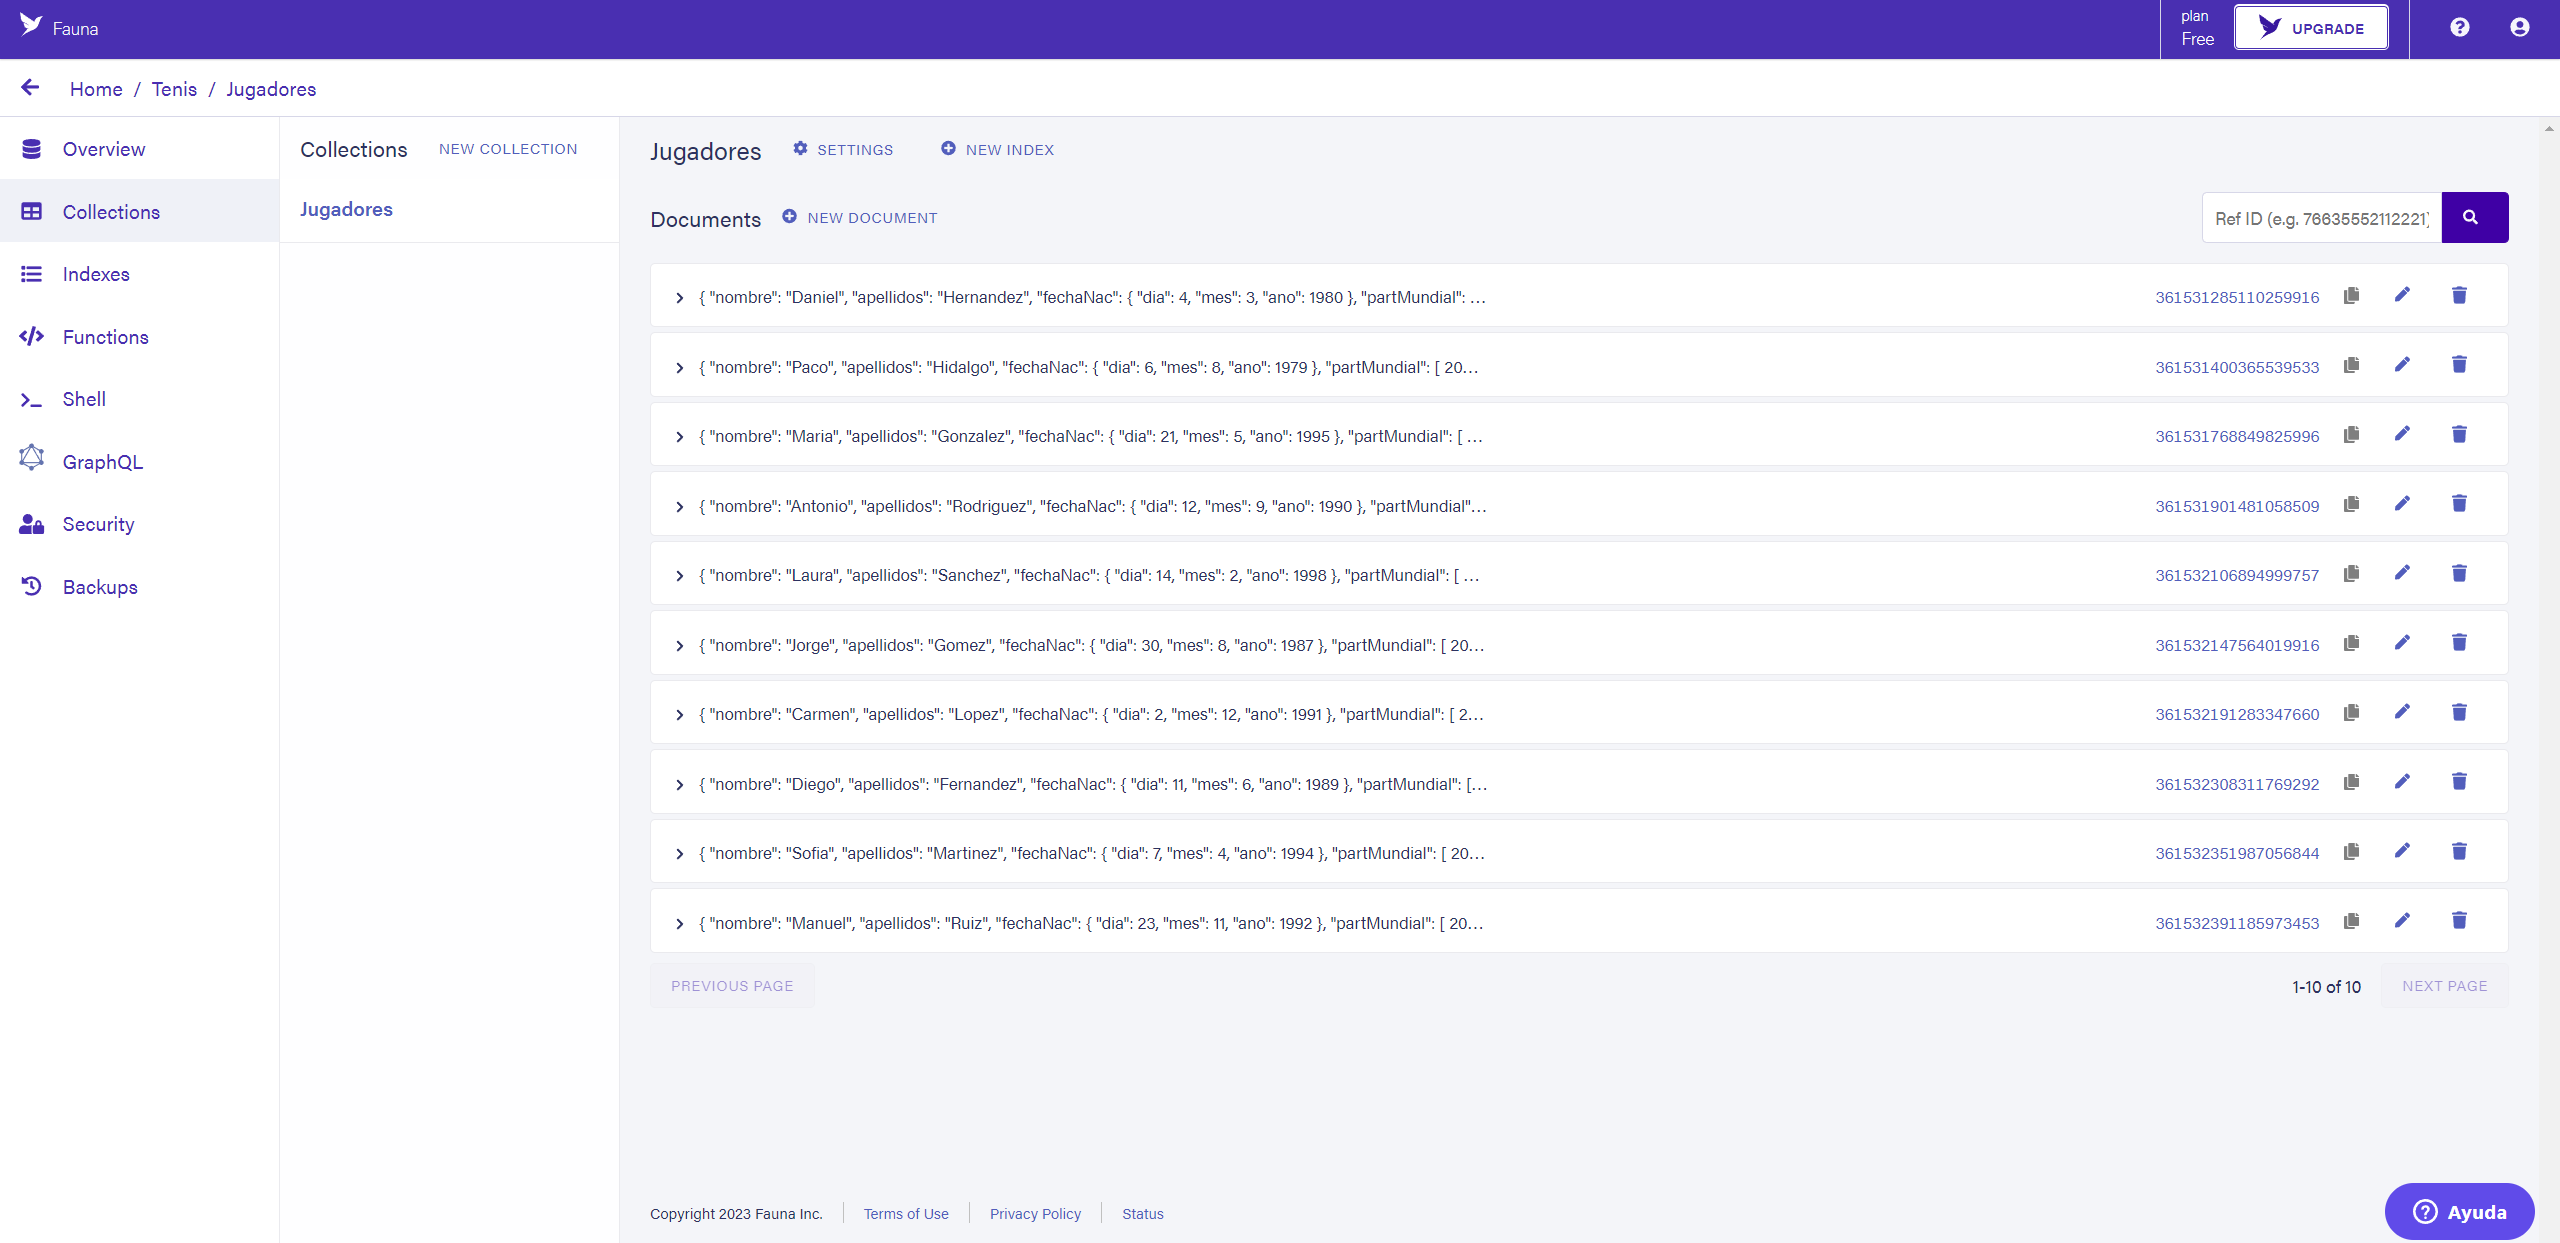 Fauna
plan
Free
UPGRADE
Home / Tenis / Jugadores
Overview
Collections
Indexes
Functions
Shell
GraphQL
Security
Backups
Collections NEW COLLECTION
Jugadores
Jugadores SETTINGS NEW INDEX
Documents NEW DOCUMENT
Ref ID (e.g. 76635552112221)
{ "nombre": "Daniel", "apellidos": "Hernandez", "fechaNac": { "dia": 4, "mes": 3, "ano": 1980 }, "partMundial": ... 361531285110259916
{ "nombre": "Paco", "apellidos": "Hidalgo", "fechaNac": { "dia": 6, "mes": 8, "ano": 1979 }, "partMundial": [ 20... 361531400365539533
{ "nombre": "Maria", "apellidos": "Gonzalez", "fechaNac": { "dia": 21, "mes": 5, "ano": 1995 }, "partMundial": [ ... 361531768849825996
{ "nombre": "Antonio", "apellidos": "Rodriguez", "fechaNac": { "dia": 12, "mes": 9, "ano": 1990 }, "partMundial"... 361531901481058509
{ "nombre": "Laura", "apellidos": "Sanchez", "fechaNac": { "dia": 14, "mes": 2, "ano": 1998 }, "partMundial": [ ... 361532106894999757
{ "nombre": "Jorge", "apellidos": "Gomez", "fechaNac": { "dia": 30, "mes": 8, "ano": 1987 }, "partMundial": [ 20... 361532147564019916
{ "nombre": "Carmen", "apellidos": "Lopez", "fechaNac": { "dia": 2, "mes": 12, "ano": 1991 }, "partMundial": [ 2... 361532191283347660
{ "nombre": "Diego", "apellidos": "Fernandez", "fechaNac": { "dia": 11, "mes": 6, "ano": 1989 }, "partMundial": [... 361532308311769292
{ "nombre": "Sofia", "apellidos": "Martinez", "fechaNac": { "dia": 7, "mes": 4, "ano": 1994 }, "partMundial": [ 20... 361532351987056844
{ "nombre": "Manuel", "apellidos": "Ruiz", "fechaNac": { "dia": 23, "mes": 11, "ano": 1992 }, "partMundial": [ 20... 361532391185973453
PREVIOUS PAGE 1-10 of 10 NEXT PAGE
Copyright 2023 Fauna Inc. Terms of Use Privacy Policy Status
Ayuda